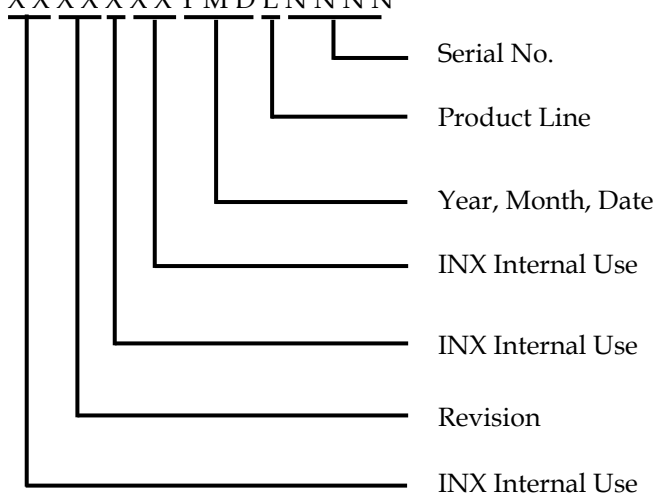 X X X X X X X Y M D L N N N N
Serial No.
Product Line
Year, Month, Date
INX Internal Use
INX Internal Use
Revision
INX Internal Use